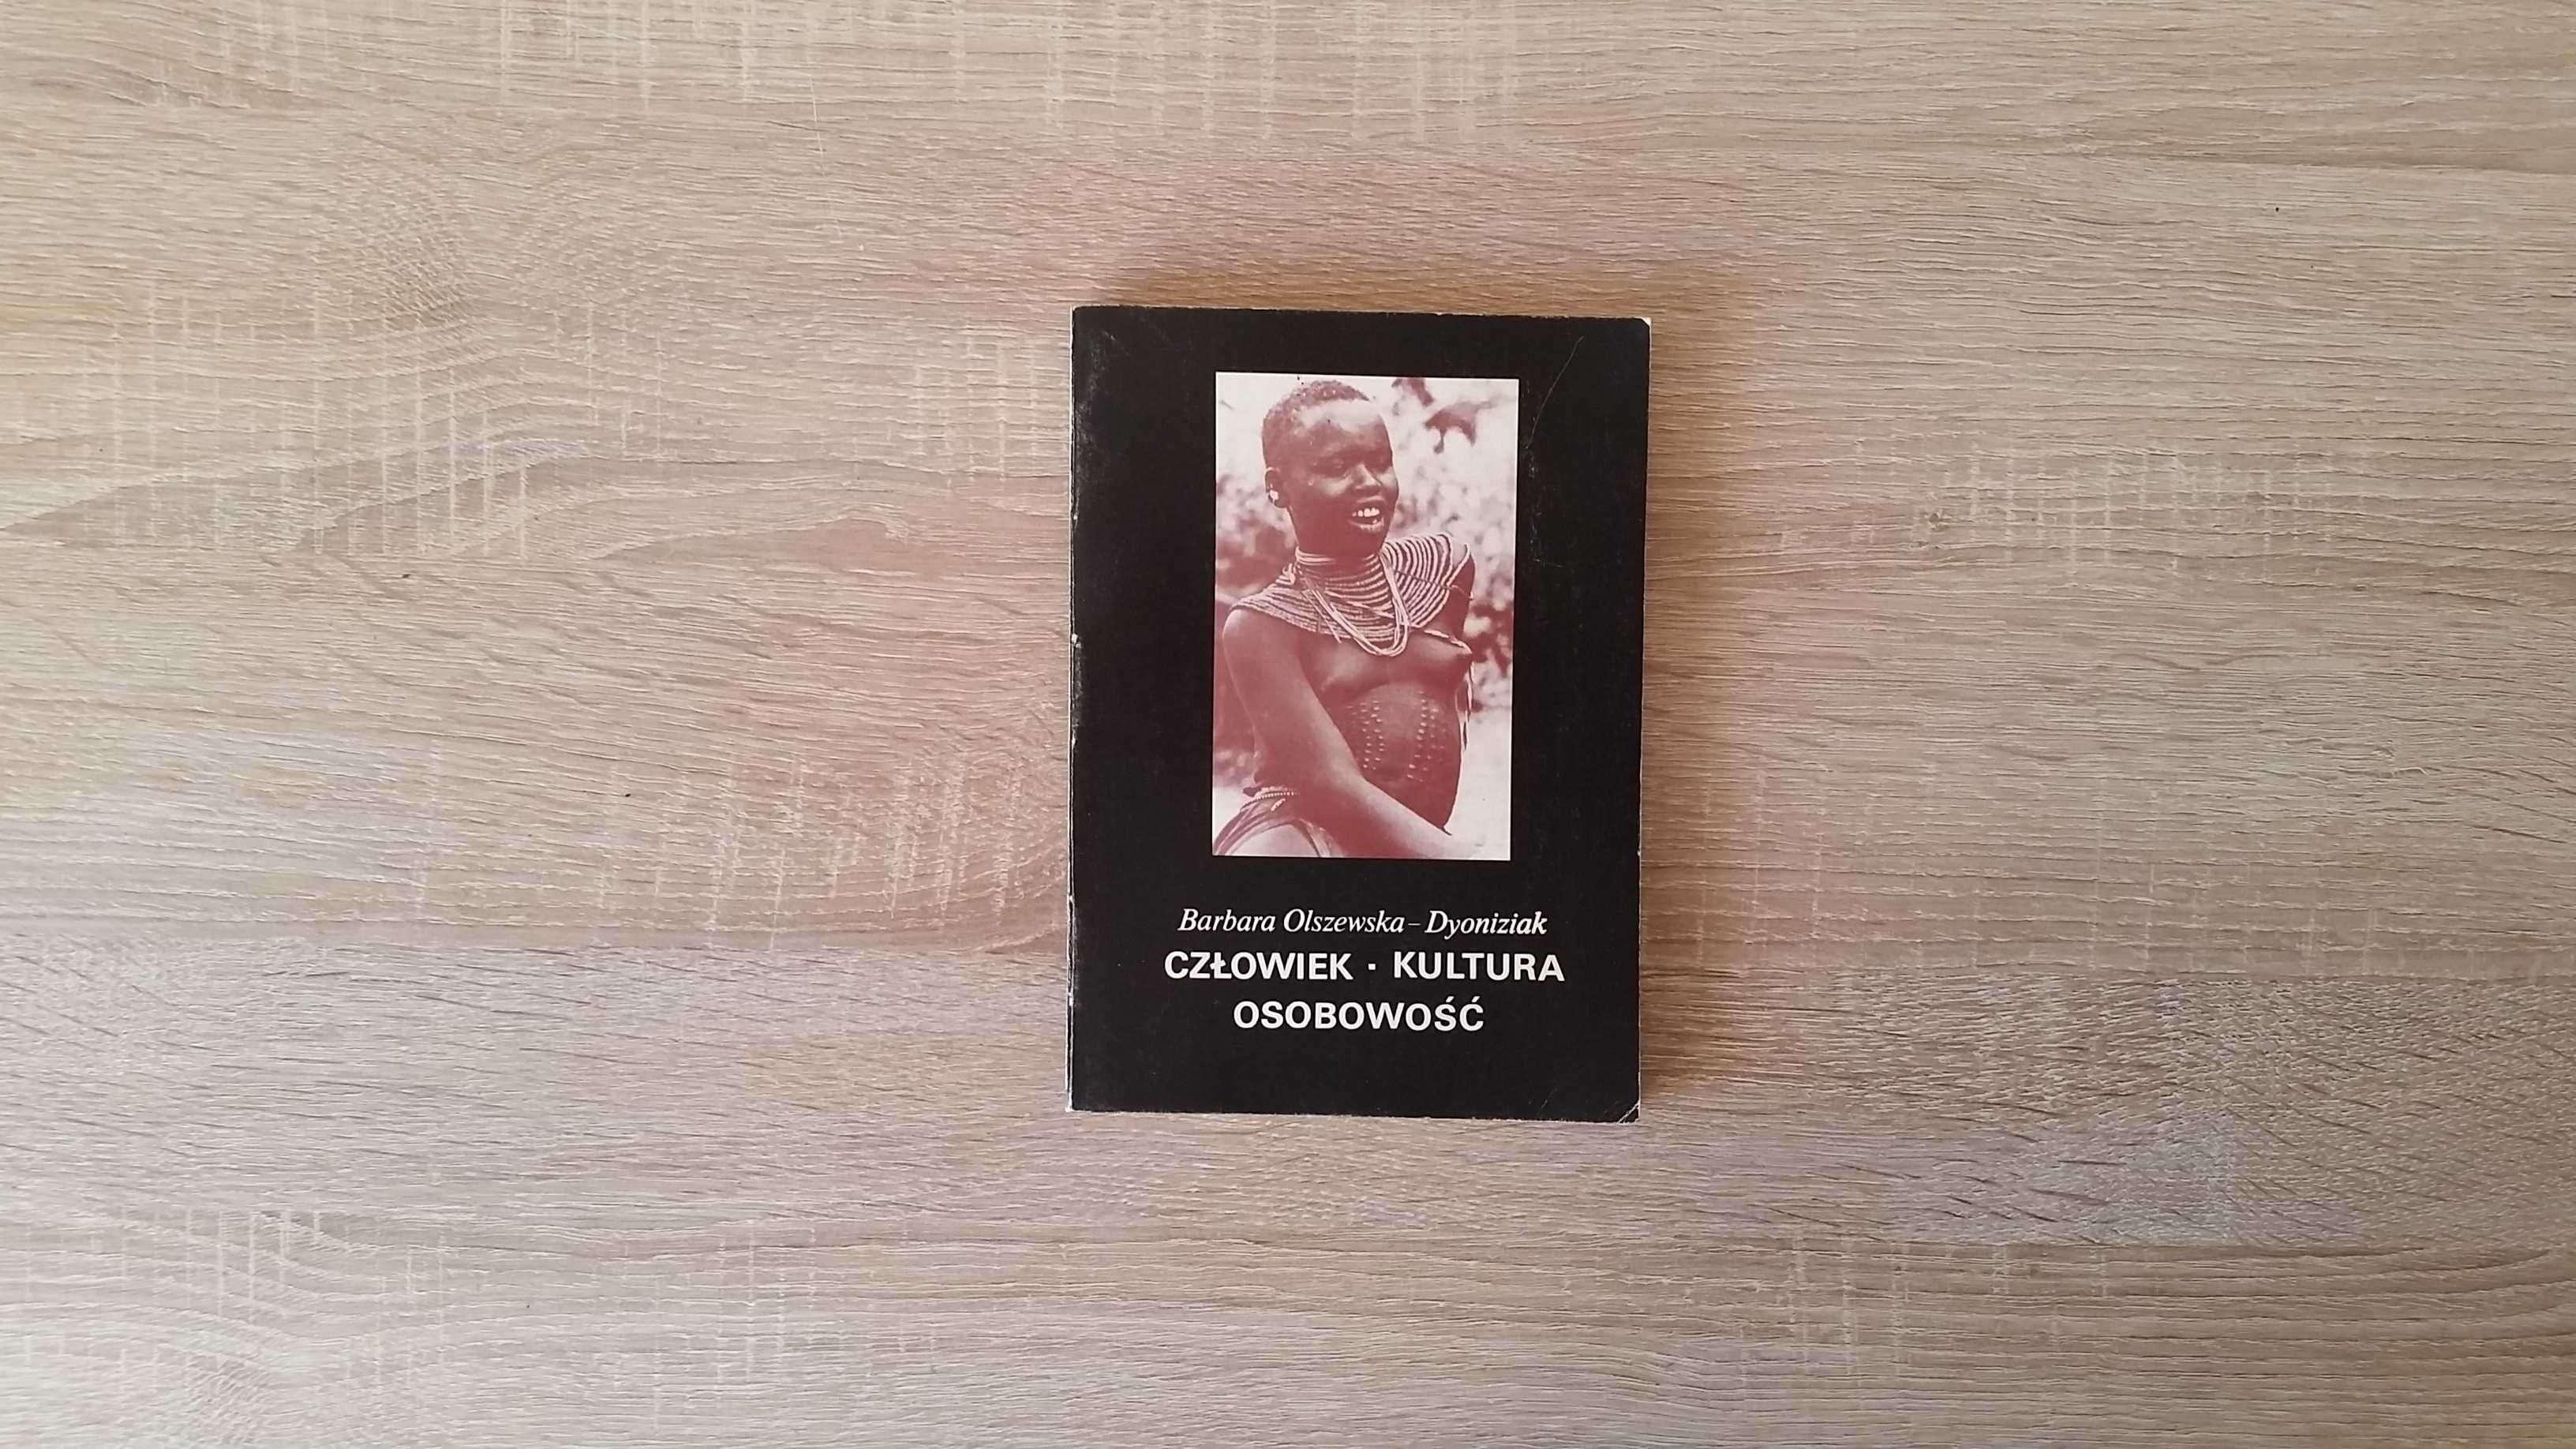 Barbara Olszewska – Dyoniziak
CZŁOWIEK · KULTURA
OSOBOWOŚĆ